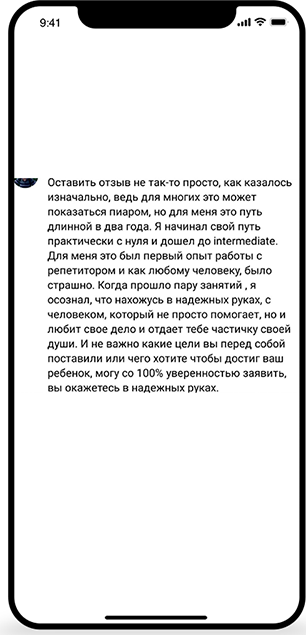 9:41
Оставить отзыв не так-то просто, как казалось
изначально, ведь для многих это может
показаться пиаром, но для меня это путь
длинной в два года. Я начинал свой путь
практически с нуля и дошел до intermediate.
Для меня это был первый опыт работы с
репетитором и как любому человеку, было
страшно. Когда прошло пару занятий , я
осознал, что нахожусь в надежных руках, с
человеком, который не просто помогает, но и
любит свое дело и отдает тебе частичку своей
души. И не важно какие цели вы перед собой
поставили или чего хотите чтобы достиг ваш
ребенок, могу со 100% уверенностью заявить,
вы окажетесь в надежных руках.